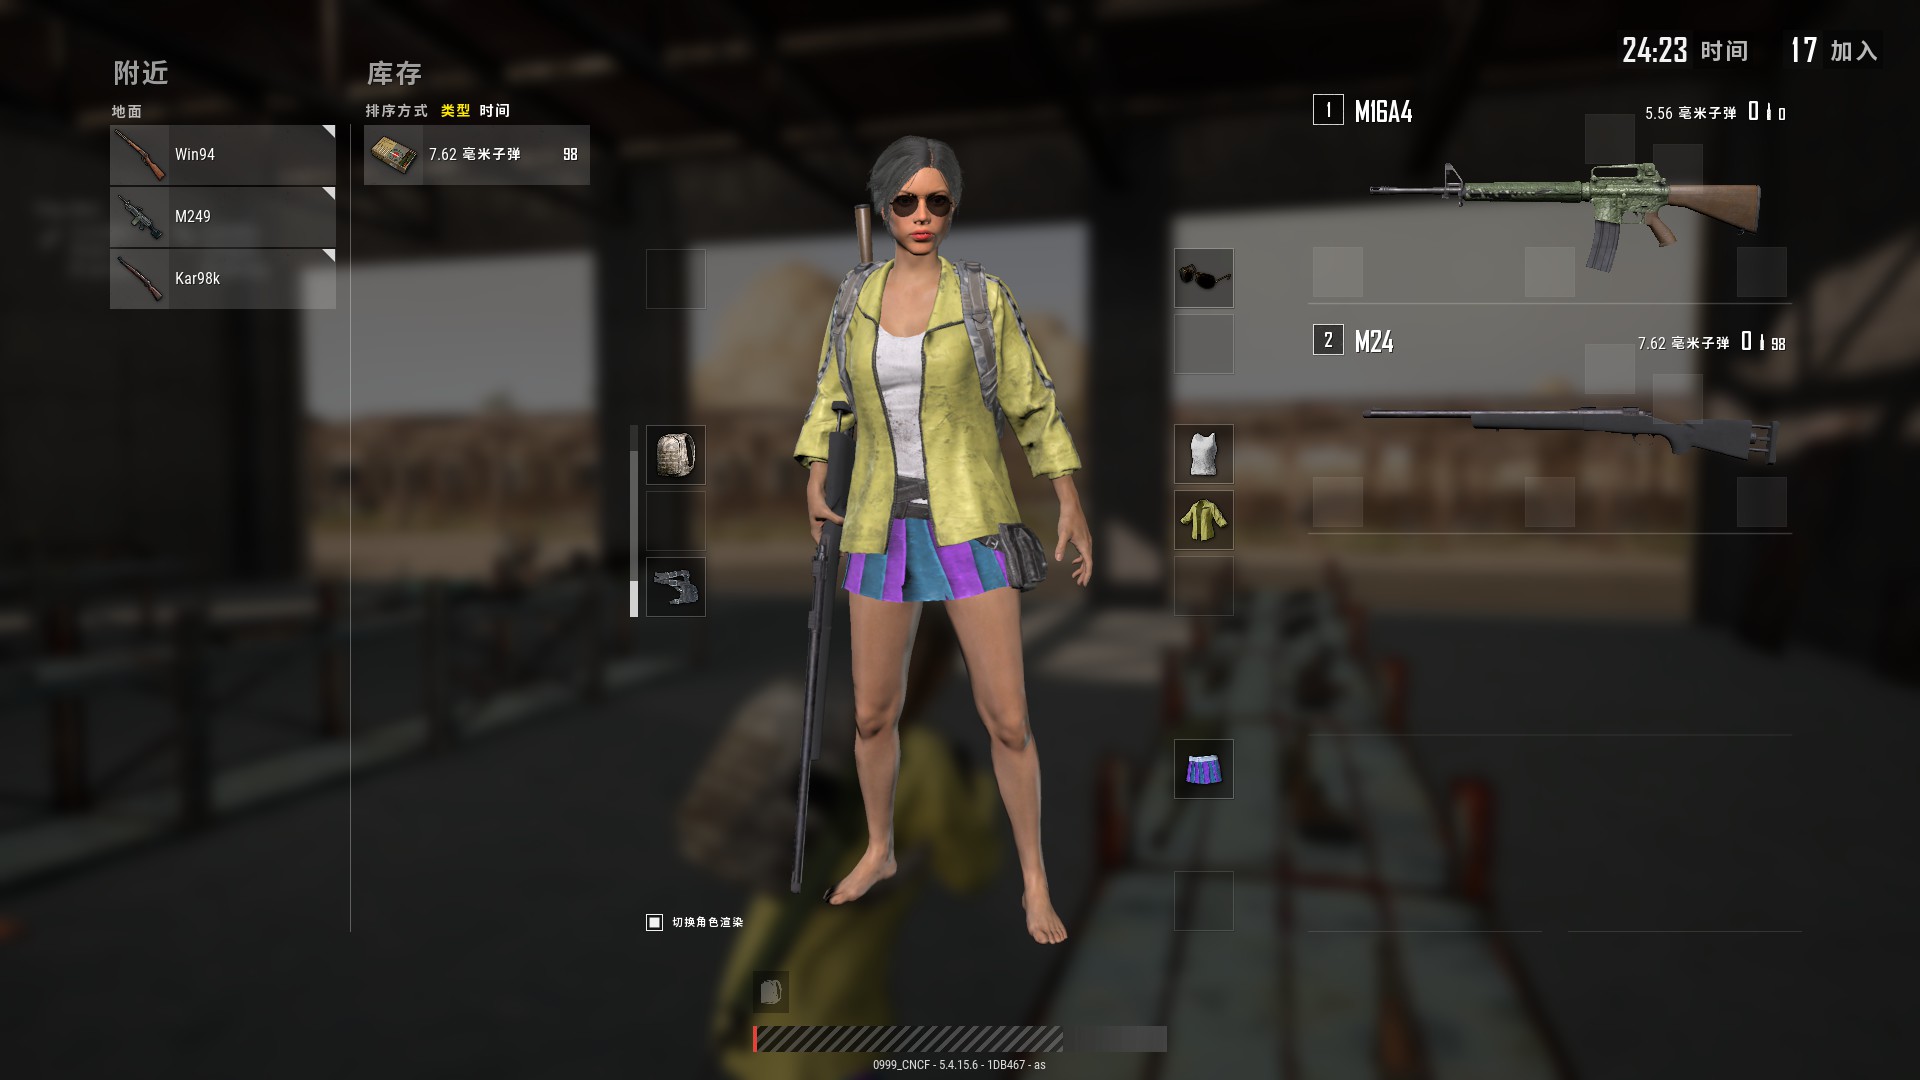 24:23 时间 17 加入
附近
地面
Win94
M249
Kar98k
库存
排序方式 类型 时间
7.62 毫米子弹 98
1 M16A4 5.56 毫米子弹 0 0
2 M24 7.62 毫米子弹 0 98
切换角色渲染
0999_CNCF - 5.4.15.6 - 1DB467 - as